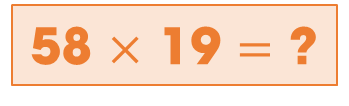 58 × 19 = ?